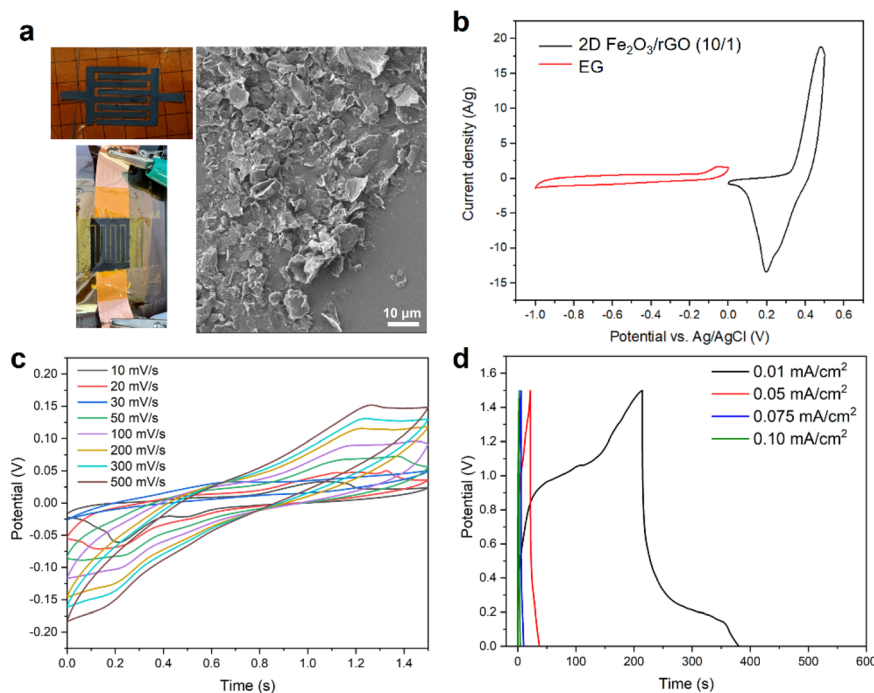 a
10 µm
b
2D Fe₂O₃/rGO (10/1)
EG
Current density (A/g)
20
15
10
5
0
-5
-10
-15
-1.0 -0.8 -0.6 -0.4 -0.2 0.0 0.2 0.4 0.6
Potential vs. Ag/AgCl (V)
c
10 mV/s
20 mV/s
30 mV/s
50 mV/s
100 mV/s
200 mV/s
300 mV/s
500 mV/s
Potential (V)
0.20
0.15
0.10
0.05
0.00
-0.05
-0.10
-0.15
-0.20
0.0 0.2 0.4 0.6 0.8 1.0 1.2 1.4
Time (s)
d
0.01 mA/cm²
0.05 mA/cm²
0.075 mA/cm²
0.10 mA/cm²
Potential (V)
1.6
1.4
1.2
1.0
0.8
0.6
0.4
0.2
0.0
0 100 200 300 400 500 600
Time (s)